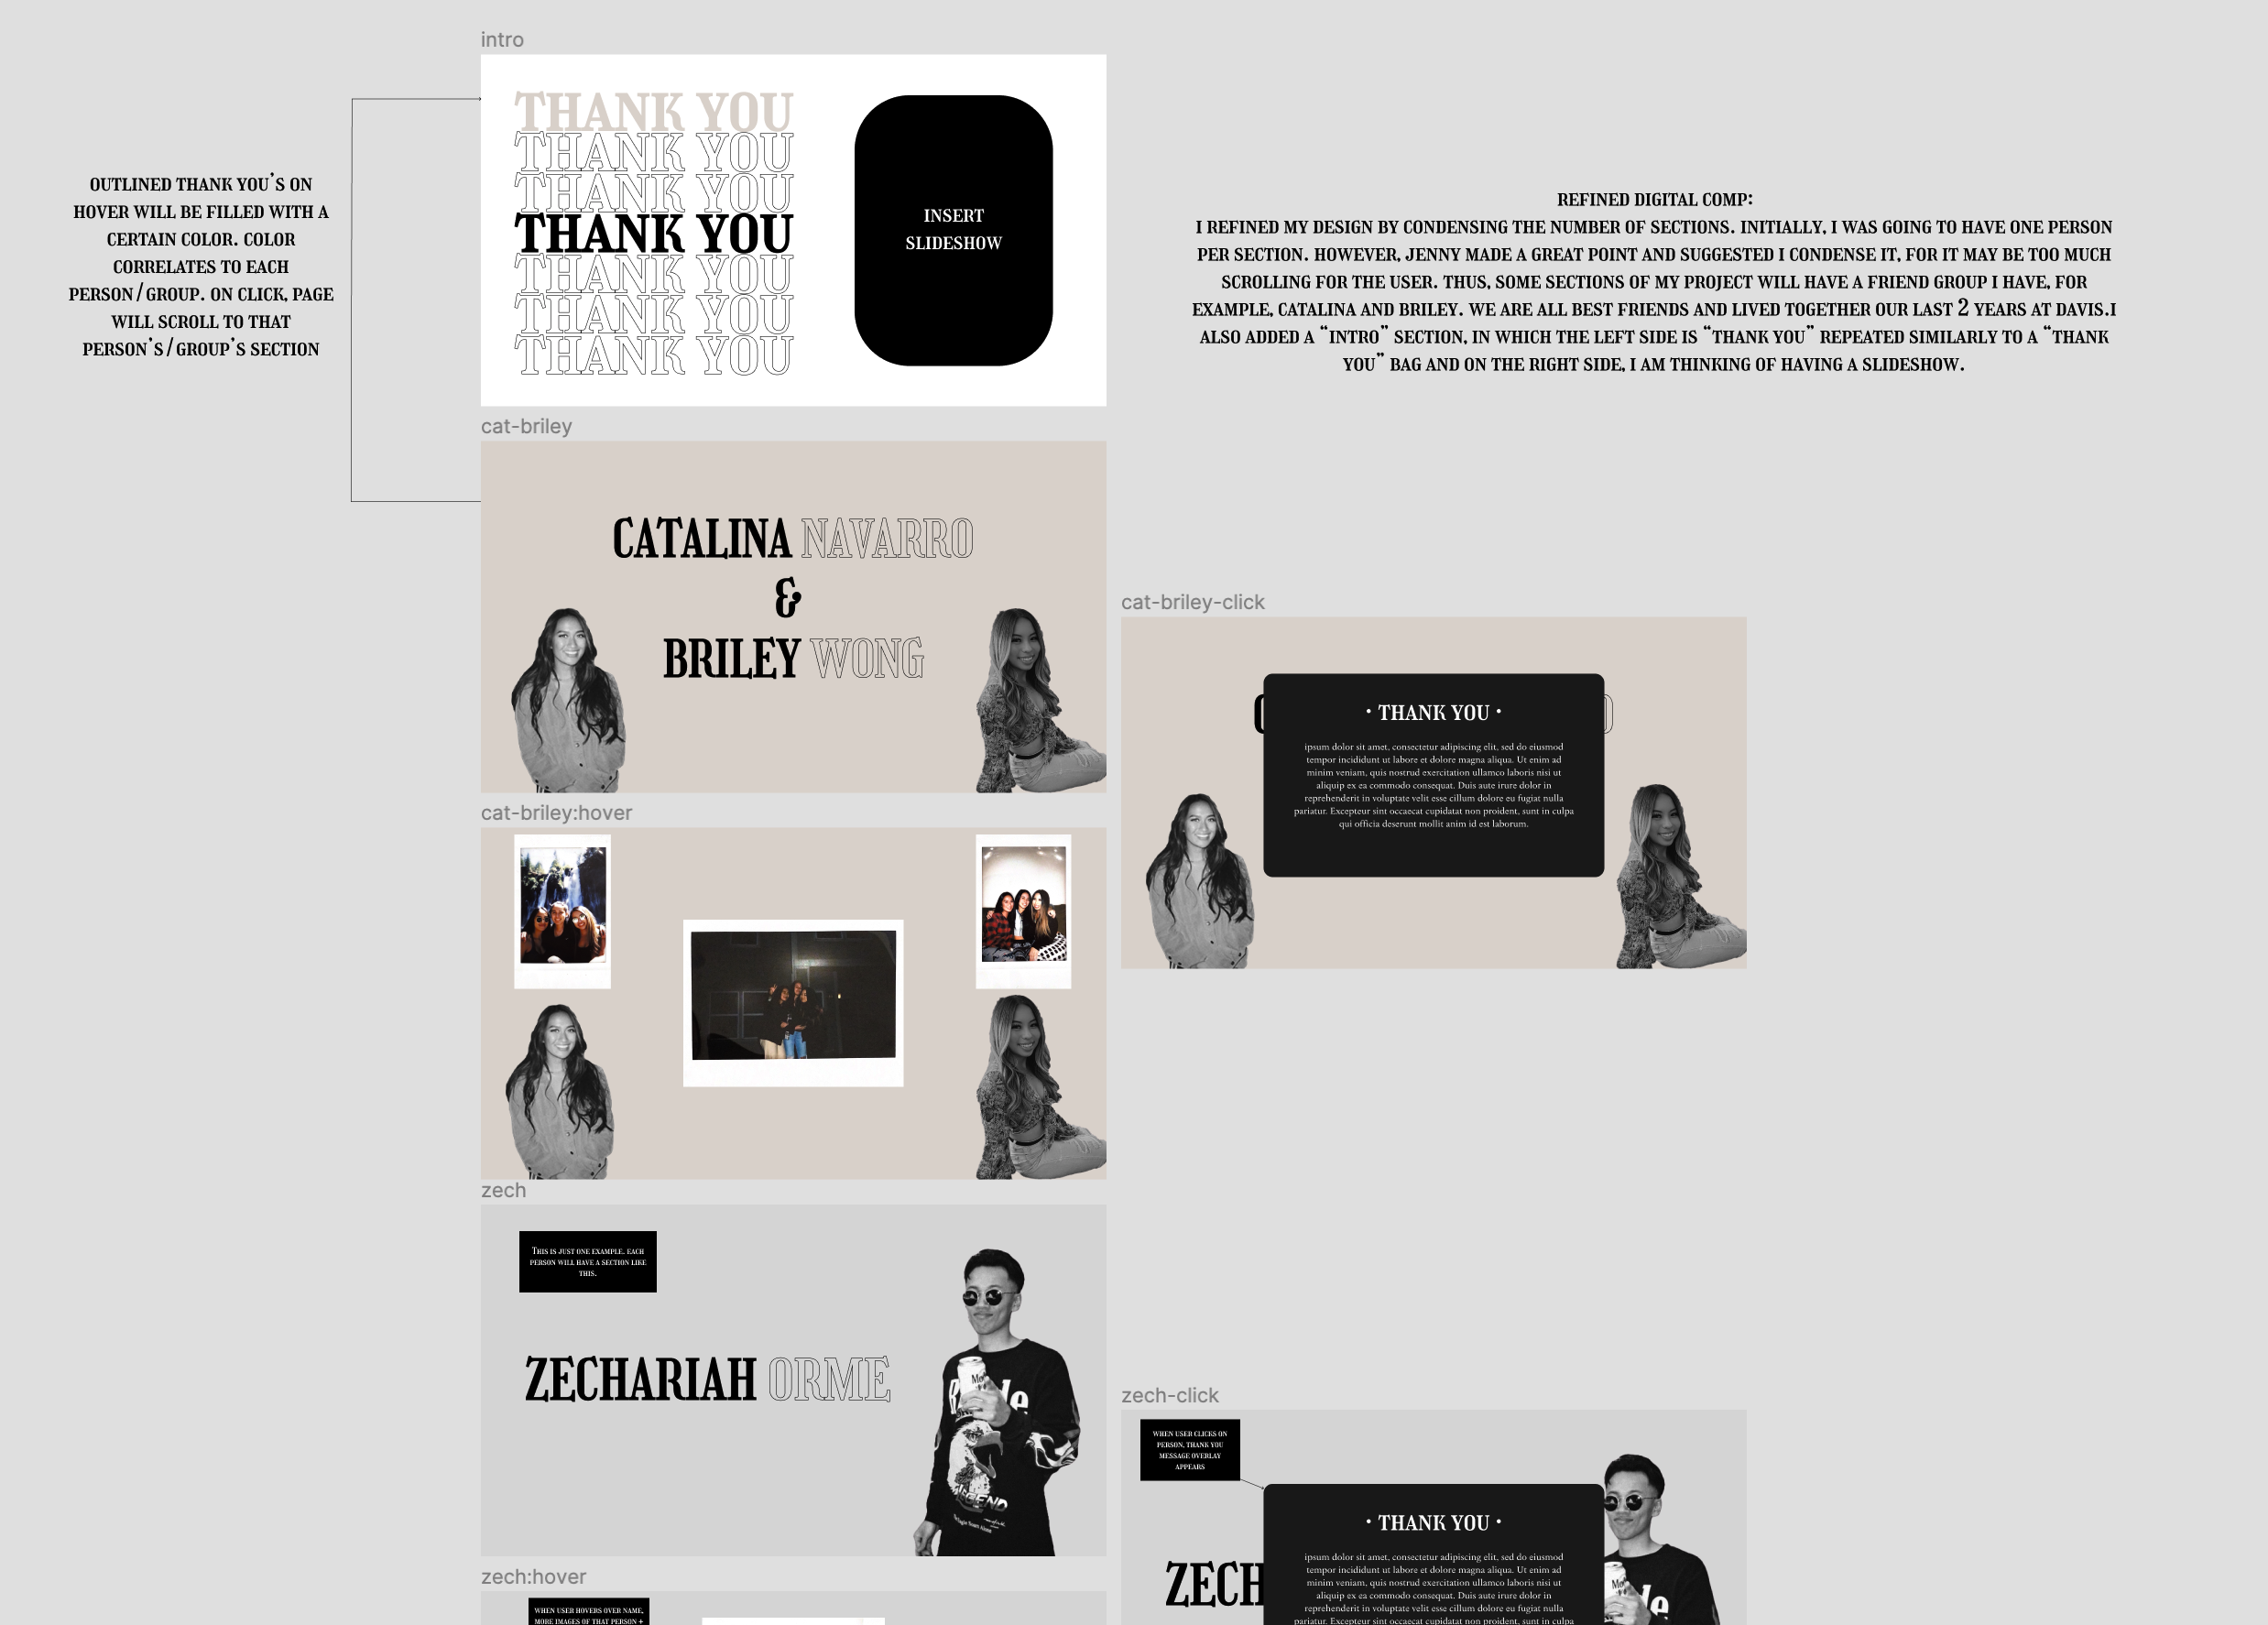 intro
THANK YOU
THANK YOU
THANK YOU
THANK YOU
THANK YOU
THANK YOU
THANK YOU
INSERT
SLIDESHOW
OUTLINED THANK YOU'S ON
HOVER WILL BE FILLED WITH A
CERTAIN COLOR. COLOR
CORRELATES TO EACH
PERSON/GROUP. ON CLICK, PAGE
WILL SCROLL TO THAT
PERSON'S/GROUP'S SECTION
REFINED DIGITAL COMP:
I REFINED MY DESIGN BY CONDENSING THE NUMBER OF SECTIONS. INITIALLY, I WAS GOING TO HAVE ONE PERSON
PER SECTION. HOWEVER, JENNY MADE A GREAT POINT AND SUGGESTED I CONDENSE IT, FOR IT MAY BE TOO MUCH
SCROLLING FOR THE USER. THUS, SOME SECTIONS OF MY PROJECT WILL HAVE A FRIEND GROUP I HAVE, FOR
EXAMPLE, CATALINA AND BRILEY. WE ARE ALL BEST FRIENDS AND LIVED TOGETHER OUR LAST 2 YEARS AT DAVIS.I
ALSO ADDED A “INTRO” SECTION, IN WHICH THE LEFT SIDE IS “THANK YOU” REPEATED SIMILARLY TO A “THANK
YOU” BAG AND ON THE RIGHT SIDE, I AM THINKING OF HAVING A SLIDESHOW.
cat-briley
CATALINA NAVARRO
&
BRILEY WONG
cat-briley-click
• THANK YOU •
ipsum dolor sit amet, consectetur adipiscing elit, sed do eiusmod
tempor incididunt ut labore et dolore magna aliqua. Ut enim ad
minim veniam, quis nostrud exercitation ullamco laboris nisi ut
aliquip ex ea commodo consequat. Duis aute irure dolor in
reprehenderit in voluptate velit esse cillum dolore eu fugiat nulla
pariatur. Excepteur sint occaecat cupidatat non proident, sunt in culpa
qui officia deserunt mollit anim id est laborum.
cat-briley:hover
zech
THIS IS JUST ONE EXAMPLE. EACH
PERSON WILL HAVE A SECTION LIKE
THIS.
ZECHARIAH ORME
zech-click
WHEN USER CLICKS ON
PERSON, THANK YOU
MESSAGE OVERLAY
APPEARS
• THANK YOU •
ZECH
ipsum dolor sit amet, consectetur adipiscing elit, sed do eiusmod
tempor incididunt ut labore et dolore magna aliqua. Ut enim ad
minim veniam, quis nostrud exercitation ullamco laboris nisi ut
aliquip ex ea commodo consequat. Duis aute irure dolor in
reprehenderit in voluptate velit esse cillum dolore eu fugiat nulla
pariatur. Excepteur sint occaecat cupidatat non proident, sunt in culpa
zech:hover
WHEN USER HOVERS OVER NAME,
MORE IMAGES OF THAT PERSON +